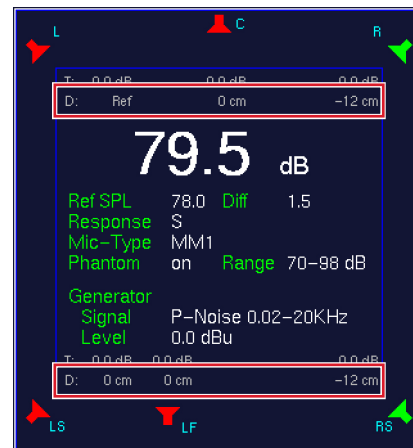 L C R
T: 0.0 dB 0.0 dB 0.0 dB
D: Ref 0 cm −12 cm
79.5 dB
Ref SPL 78.0 Diff 1.5
Response S
Mic−Type MM1
Phantom on Range 70−98 dB
Generator
Signal P−Noise 0.02−20KHz
Level 0.0 dBu
T: 0.0 dB 0.0 dB 0.0 dB
D: 0 cm 0 cm −12 cm
LS LF RS